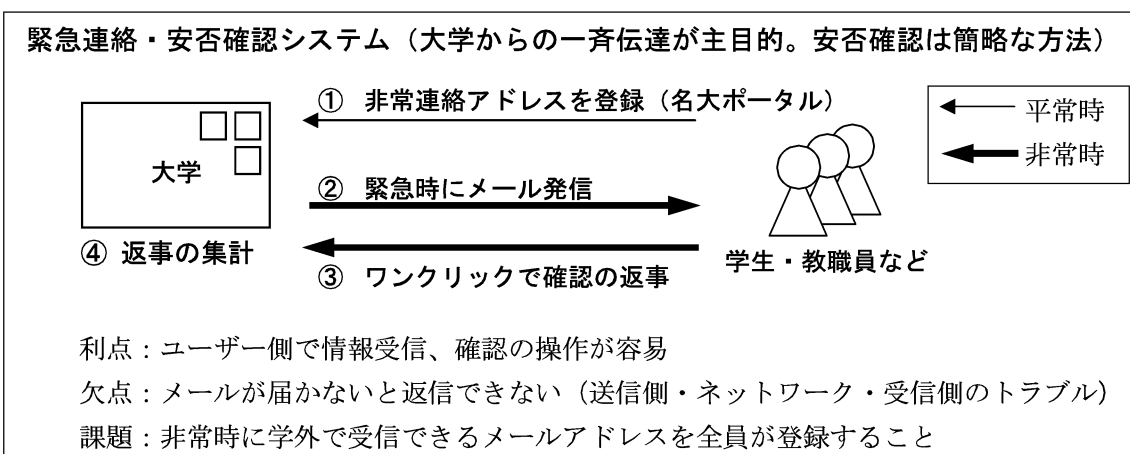 緊急連絡・安否確認システム（大学からの一斉伝達が主目的。安否確認は簡略な方法）
① 非常連絡アドレスを登録（名大ポータル）
平常時
非常時
大学
② 緊急時にメール発信
④ 返事の集計
③ ワンクリックで確認の返事
学生・教職員など
利点：ユーザー側で情報受信、確認の操作が容易
欠点：メールが届かないと返信できない（送信側・ネットワーク・受信側のトラブル）
課題：非常時に学外で受信できるメールアドレスを全員が登録すること